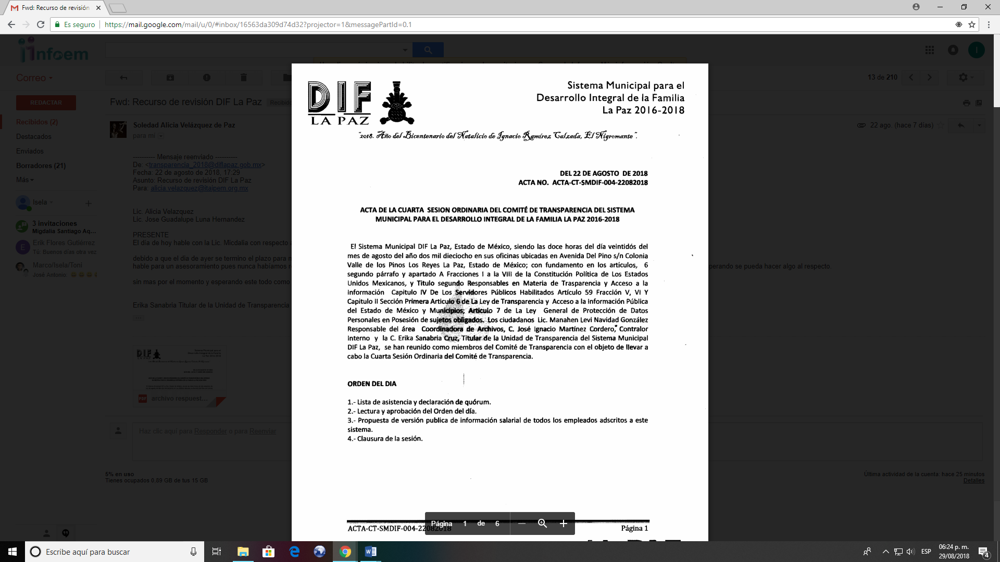 Fwd: Recurso de revisión
Es seguro
https://mail.google.com/mail/u/0/#inbox/16563da309d74d32?projector=1&messagePartId=0.1
infoem
Correo
13 de 210
REDACTAR
Fwd: Recurso de revisión DIF La Paz
Recibidos (2)
Destacados
Enviados
Borradores (21)
Más
Isela
3 invitaciones
Migdalia Santiago Aq...
Erik Flores Gutiérrez
Tú: Buenos días otra vez
Marco/Isela/Toni
José Antonio:
Soledad Alicia Velázquez de Paz
para mí
22 ago. (hace 7 días)
---------- Mensaje reenviado ----------
De: <transparencia_2018@diflapaz.gob.mx>
Fecha: 22 de agosto de 2018, 17:29
Asunto: Recurso de revisión DIF La Paz
Para: alicia.velazquez@itaipem.org.mx
Lic. Alicia Velazquez
Lic. Jose Guadalupe Luna Hernandez
PRESENTE
El dia de hoy hable con la Lic. Micdalia con respecto a
debido a que el dia de ayer se termino el plazo para
hable para un asesoramiento pues nunca habiamos
perando se pueda hacer algo al respecto.
sin mas por el momento y esperando este todo como
Erika Sanabria Titular de la Unidad de Transparencia
PDF
archivo respuest...
Haz clic aquí para Responder o para Reenviar
5% en uso
Tienes ocupados 0.89 GB de tus 15 GB
Última actividad de la cuenta: hace 25 minutos
Detalles
DIF
LA PAZ
Sistema Municipal para el
Desarrollo Integral de la Familia
La Paz 2016-2018
"2018. Año del Bicentenario del Natalicio de Ignacio Ramírez Calzada, El Nigromante".
DEL 22 DE AGOSTO DE 2018
ACTA NO. ACTA-CT-SMDIF-004-22082018
ACTA DE LA CUARTA SESION ORDINARIA DEL COMITÉ DE TRANSPARENCIA DEL SISTEMA
MUNICIPAL PARA EL DESARROLLO INTEGRAL DE LA FAMILIA LA PAZ 2016-2018
El Sistema Municipal DIF La Paz, Estado de México, siendo las doce horas del día veintidós del
mes de agosto del año dos mil dieciocho en sus oficinas ubicadas en Avenida Del Pino s/n Colonia
Valle de los Pinos Los Reyes La Paz, Estado de México; con fundamento en los artículos, 6
segundo párrafo y apartado A Fracciones I a la VIII de la Constitución Política de Los Estados
Unidos Mexicanos, y Titulo segundo Responsables en Materia de Trasparencia y Acceso a la
Información Capitulo IV De Los Servidores Públicos Habilitados Artículo 59 Fracción V, VI Y
Capitulo II Sección Primera Articulo 6 de La Ley de Transparencia y Acceso a la Información Pública
del Estado de México y Municipios; Articulo 7 de La Ley General de Protección de Datos
Personales en Posesión de sujetos obligados. Los ciudadanos Lic. Manahen Levi Navidad González
Responsable del área Coordinadora de Archivos, C. José Ignacio Martínez Cordero, Contralor
Interno y la C. Erika Sanabria Cruz, Titular de la Unidad de Transparencia del Sistema Municipal
DIF La Paz, se han reunido como miembros del Comité de Transparencia con el objeto de llevar a
cabo la Cuarta Sesión Ordinaria del Comité de Transparencia.
ORDEN DEL DIA
1.- Lista de asistencia y declaración de quórum.
2.- Lectura y aprobación del Orden del día.
3.- Propuesta de versión publica de información salarial de todos los empleados adscritos a este
sistema.
4.- Clausura de la sesión.
ACTA-CT-SMDIF-004-22082018
Página 1
Página 1 de 6
Escribe aquí para buscar
ESP
06:24 p. m.
29/08/2018
4